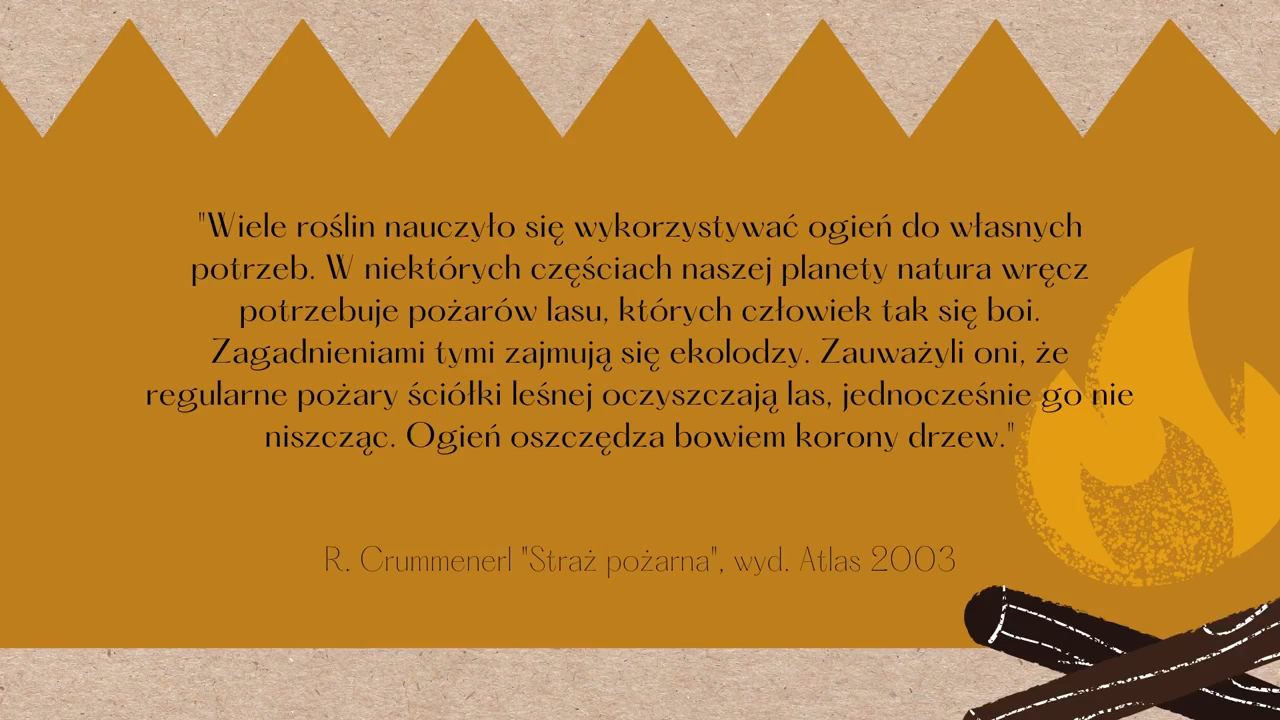 "Wiele roślin nauczyło się wykorzystywać ogień do własnych
potrzeb. W niektórych częściach naszej planety natura wręcz
potrzebuje pożarów lasu, których człowiek tak się boi.
Zagadnieniami tymi zajmują się ekolodzy. Zauważyli oni, że
regularne pożary ściółki leśnej oczyszczają las, jednocześnie go nie
niszcząc. Ogień oszczędza bowiem korony drzew."
R. Crummenerl "Straż pożarna", wyd. Atlas 2003